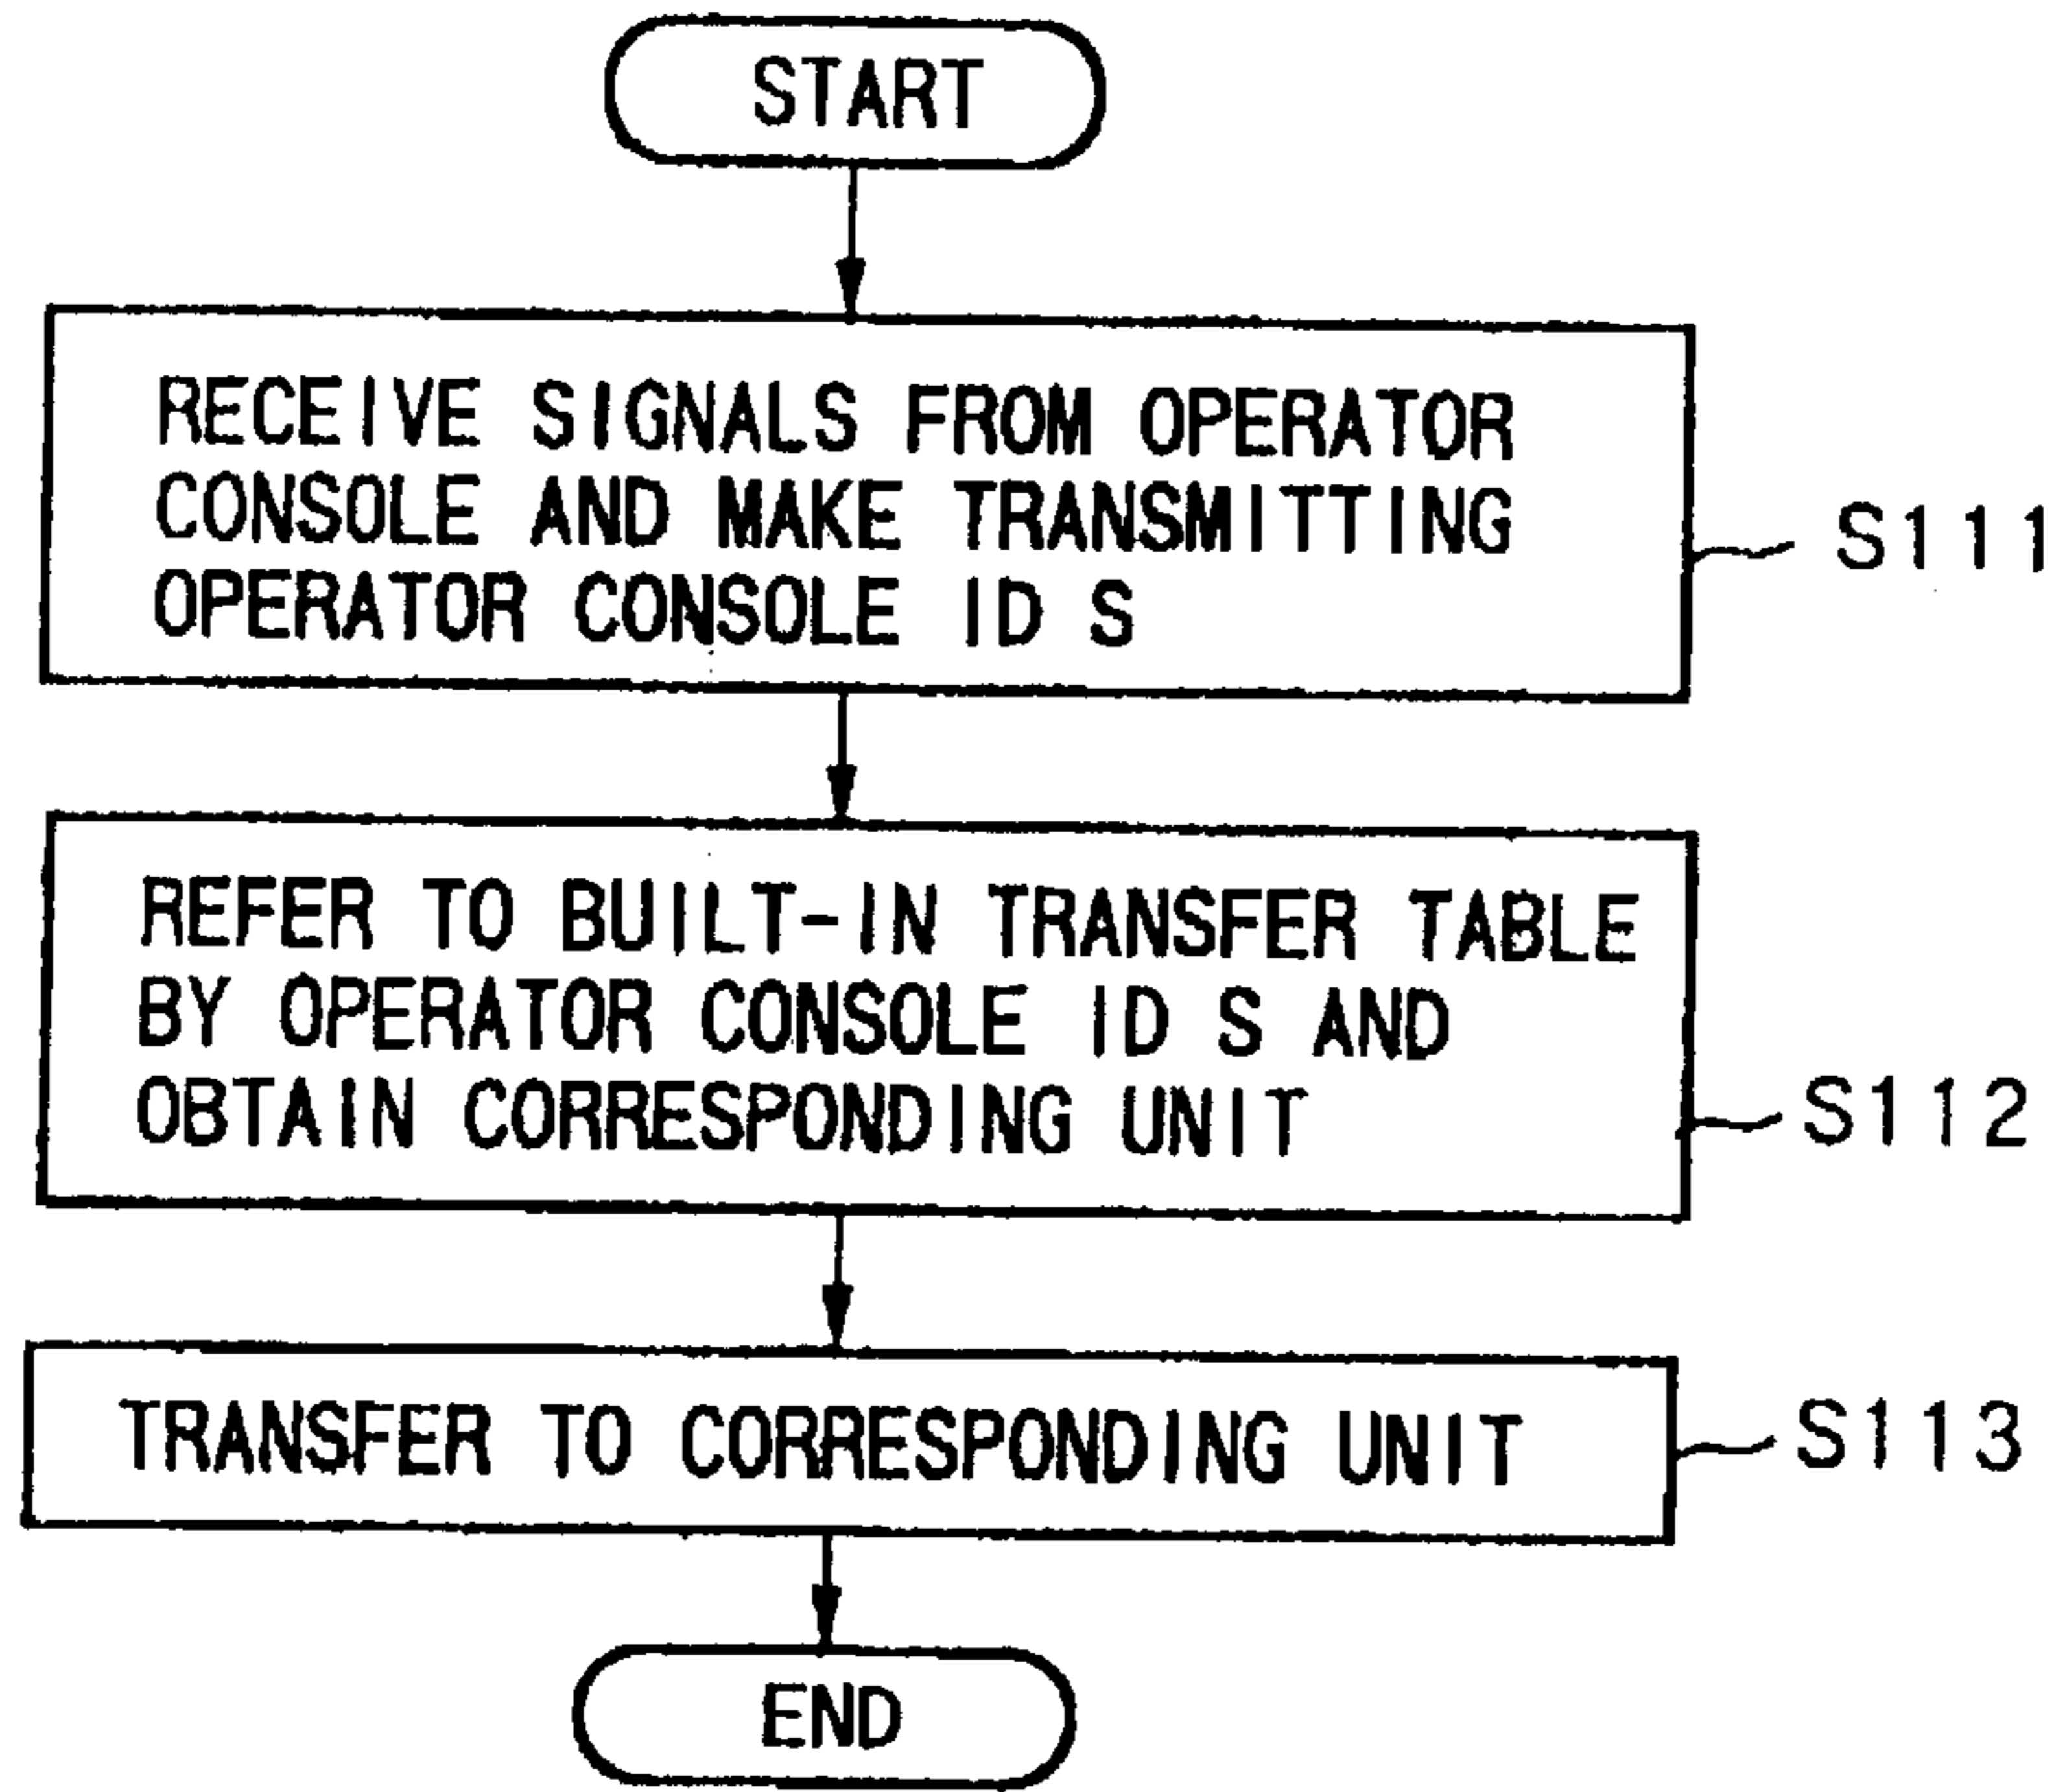 START
RECEIVE SIGNALS FROM OPERATOR
CONSOLE AND MAKE TRANSMITTING
OPERATOR CONSOLE ID S
S111
REFER TO BUILT-IN TRANSFER TABLE
BY OPERATOR CONSOLE ID S AND
OBTAIN CORRESPONDING UNIT
S112
TRANSFER TO CORRESPONDING UNIT
S113
END